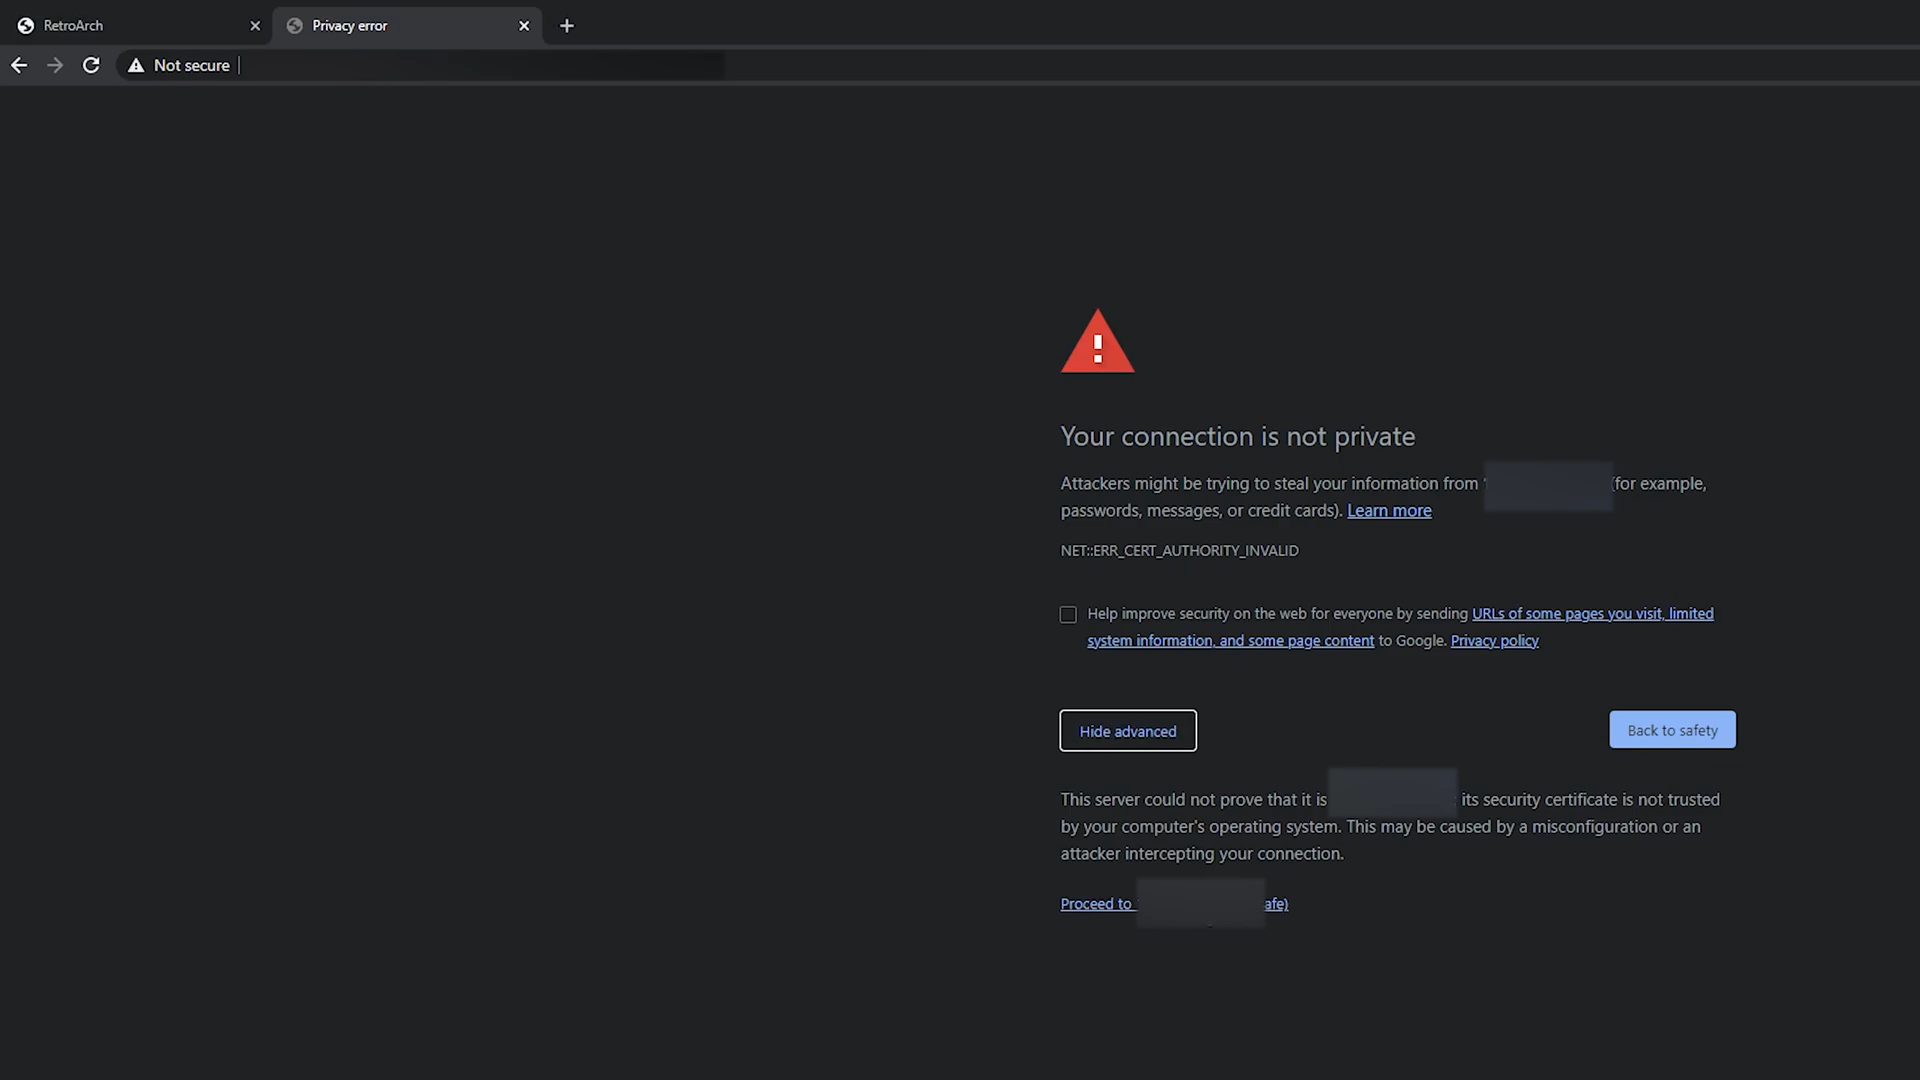 RetroArch
Privacy error
Not secure
Your connection is not private
Attackers might be trying to steal your information from ' (for example,
passwords, messages, or credit cards). Learn more
NET::ERR_CERT_AUTHORITY_INVALID
Help improve security on the web for everyone by sending URLs of some pages you visit, limited
system information, and some page content to Google. Privacy policy
Hide advanced
Back to safety
This server could not prove that it is ; its security certificate is not trusted
by your computer's operating system. This may be caused by a misconfiguration or an
attacker intercepting your connection.
Proceed to afe)